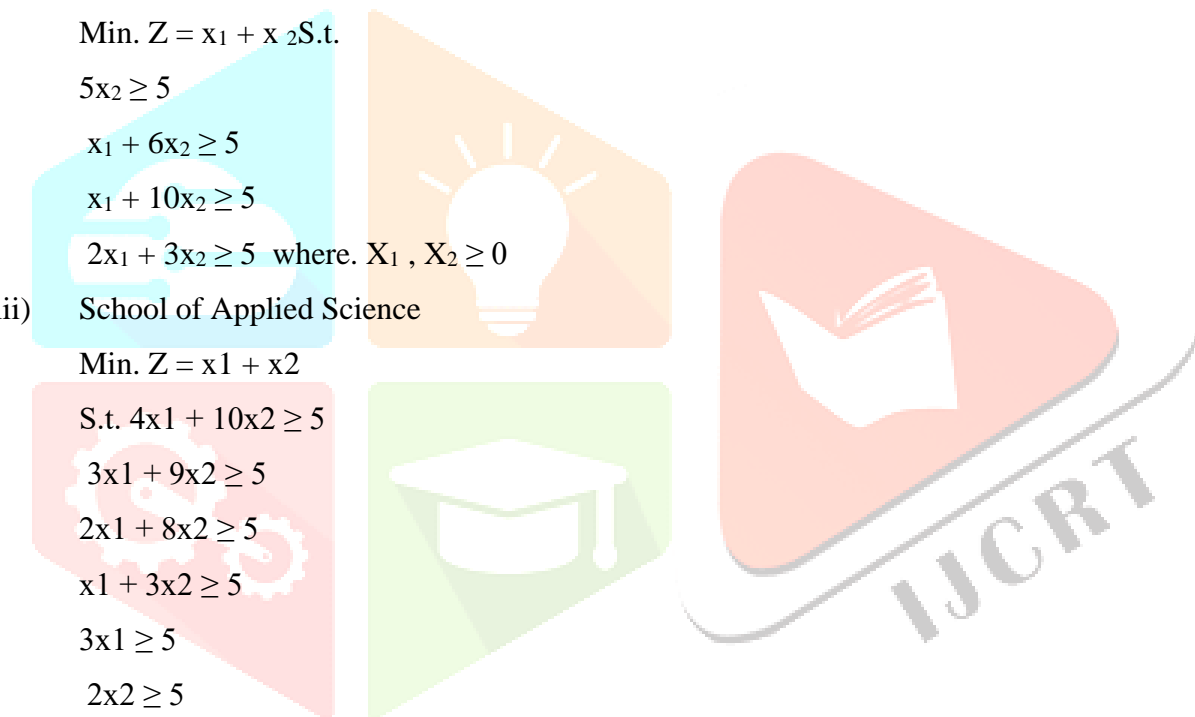 Min. Z = x₁ + x ₂S.t.
5x₂ ≥ 5
x₁ + 6x₂ ≥ 5
x₁ + 10x₂ ≥ 5
2x₁ + 3x₂ ≥ 5 where. X₁ , X₂ ≥ 0
ii) School of Applied Science
Min. Z = x1 + x2
S.t. 4x1 + 10x2 ≥ 5
3x1 + 9x2 ≥ 5
2x1 + 8x2 ≥ 5
x1 + 3x2 ≥ 5
3x1 ≥ 5
2x2 ≥ 5
IJCRT